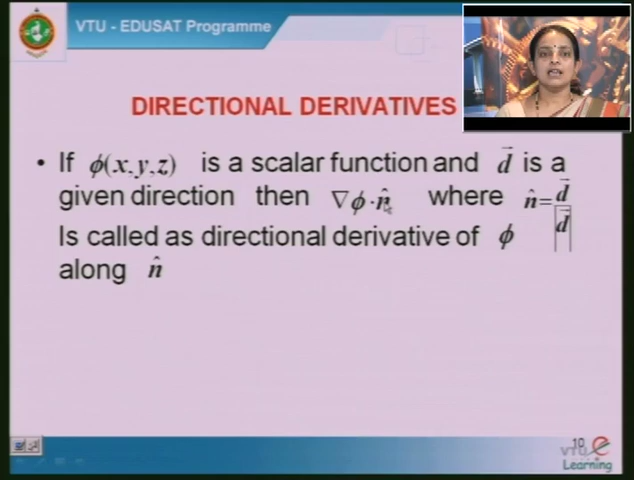 VTU - EDUSAT Programme
DIRECTIONAL DERIVATIVES
• If ϕ(x,y,z) is a scalar function and d⃗ is a
given direction then ∇ϕ·n̂, where n̂=d⃗/|d⃗|
Is called as directional derivative of ϕ
along n̂
10
VTU e
Learning